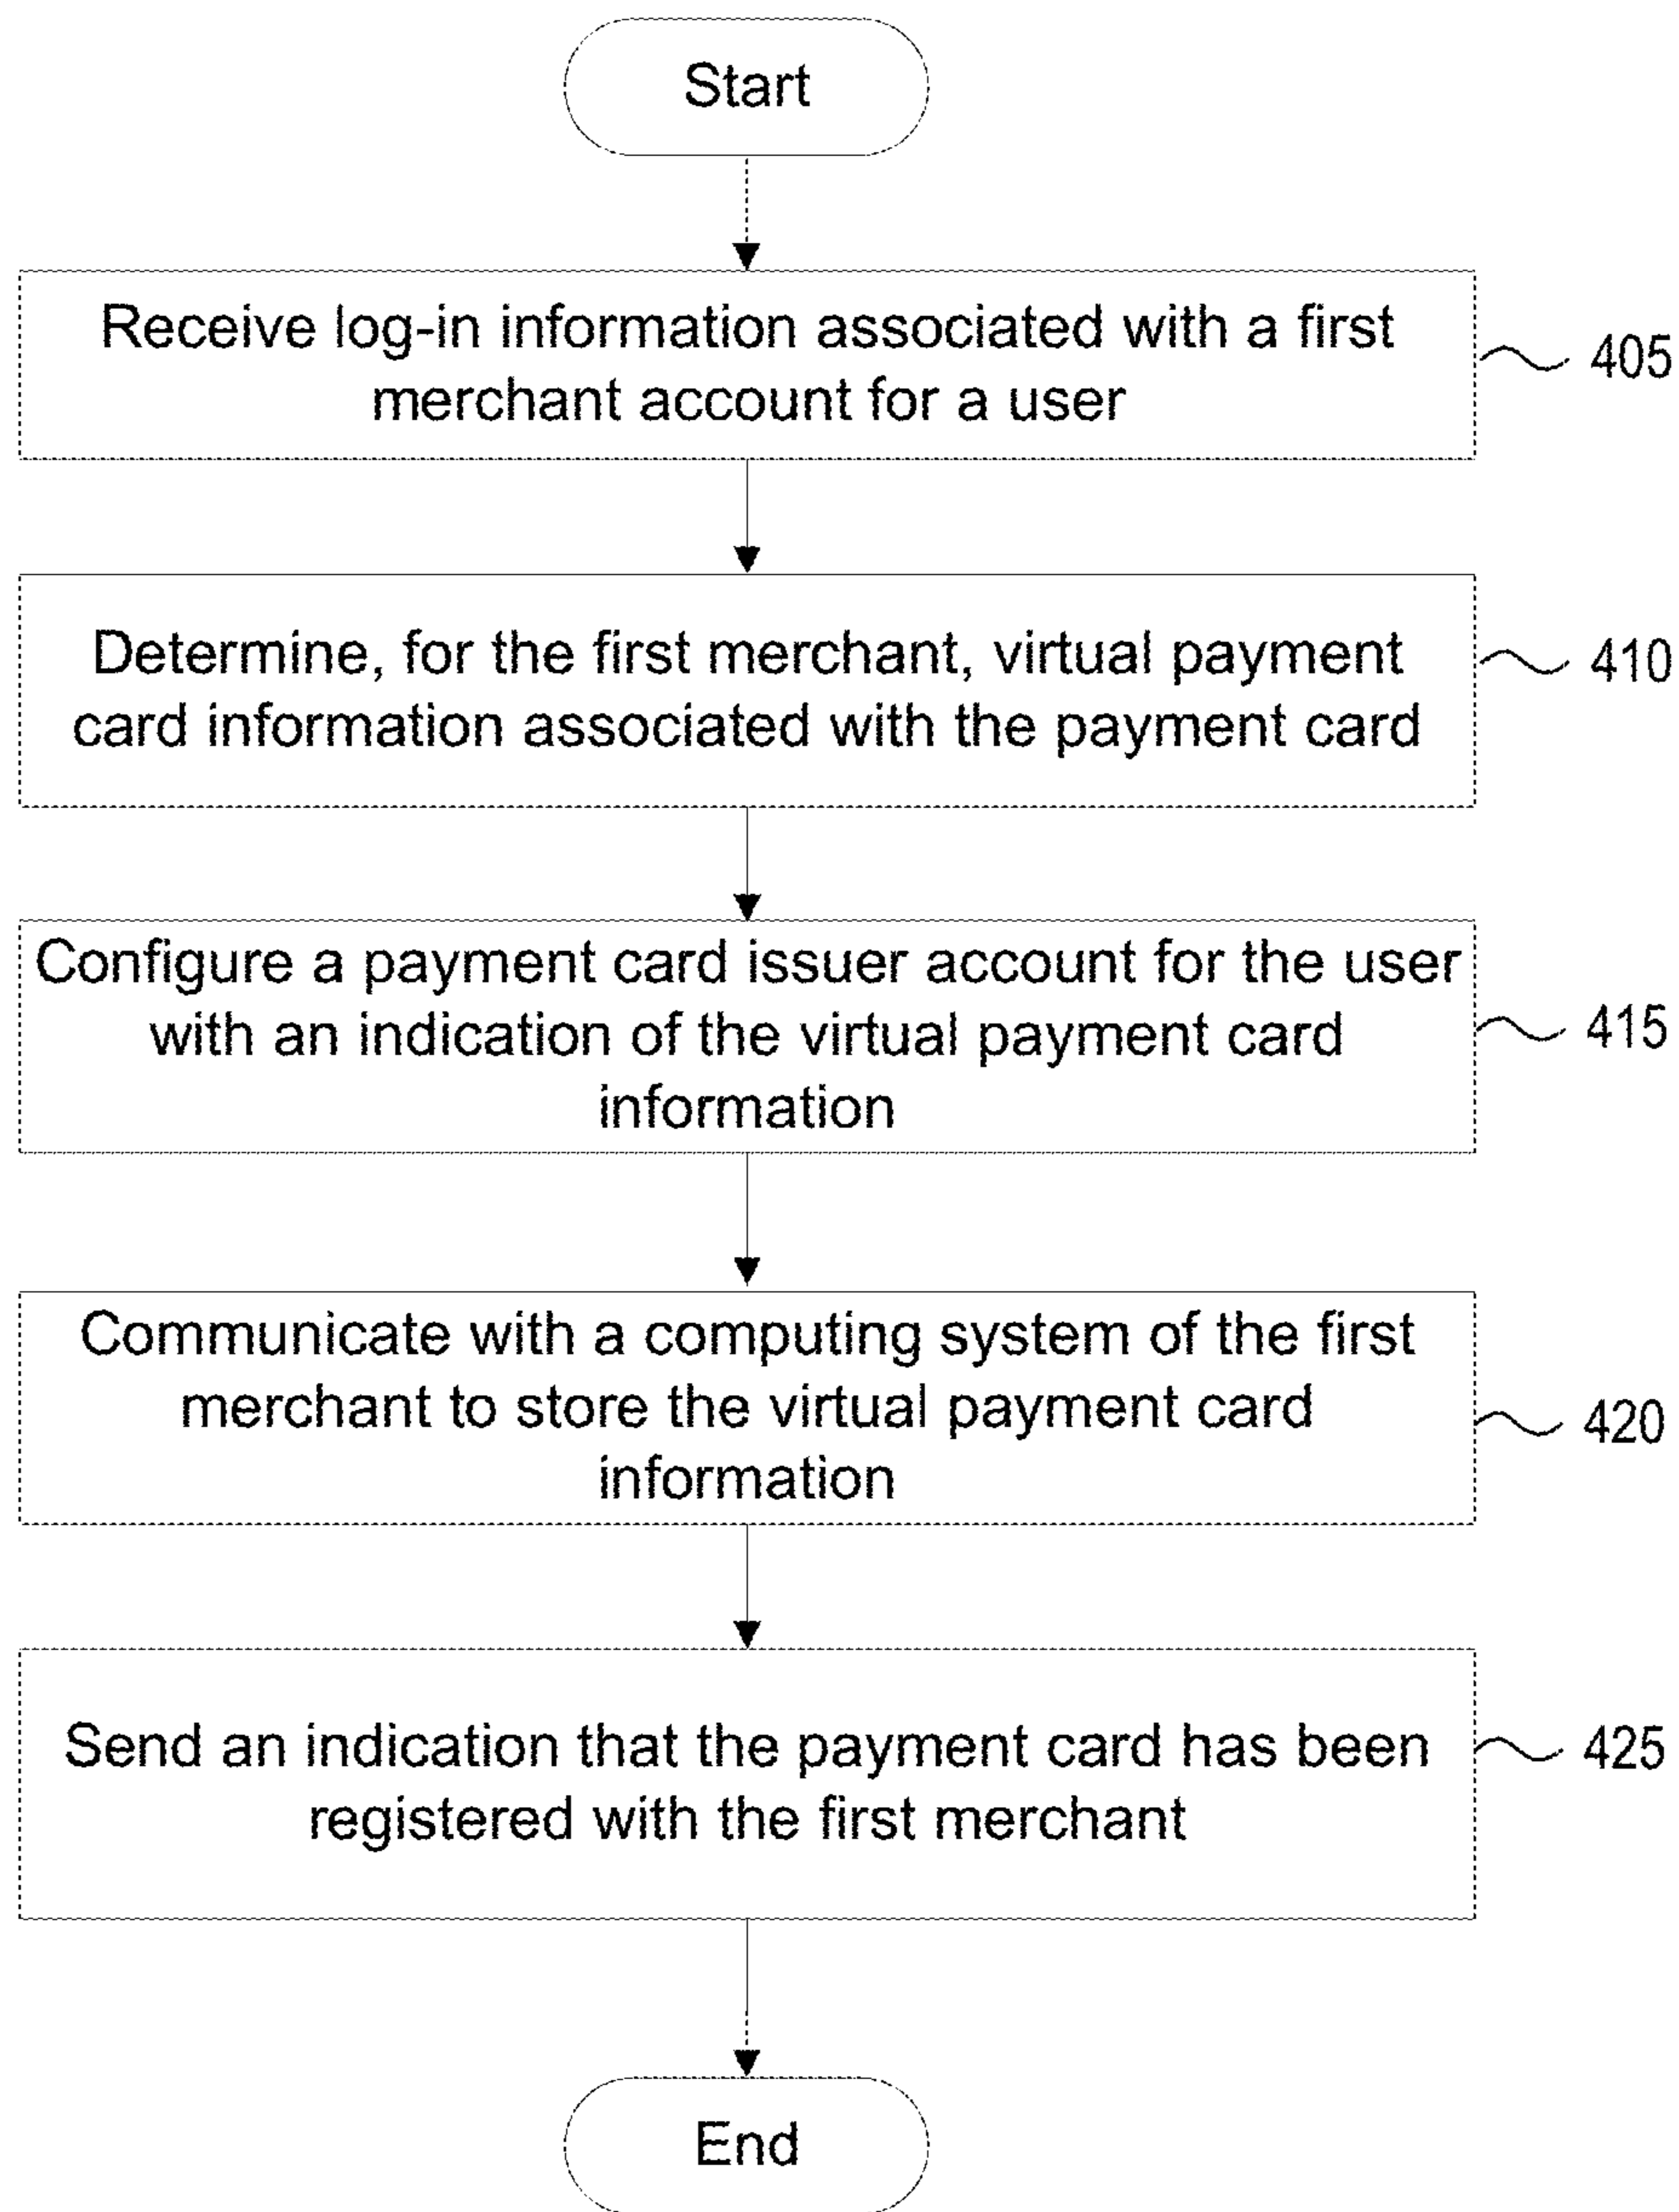 Start
Receive log-in information associated with a first
merchant account for a user
405
Determine, for the first merchant, virtual payment
card information associated with the payment card
410
Configure a payment card issuer account for the user
with an indication of the virtual payment card
information
415
Communicate with a computing system of the first
merchant to store the virtual payment card
information
420
Send an indication that the payment card has been
registered with the first merchant
425
End